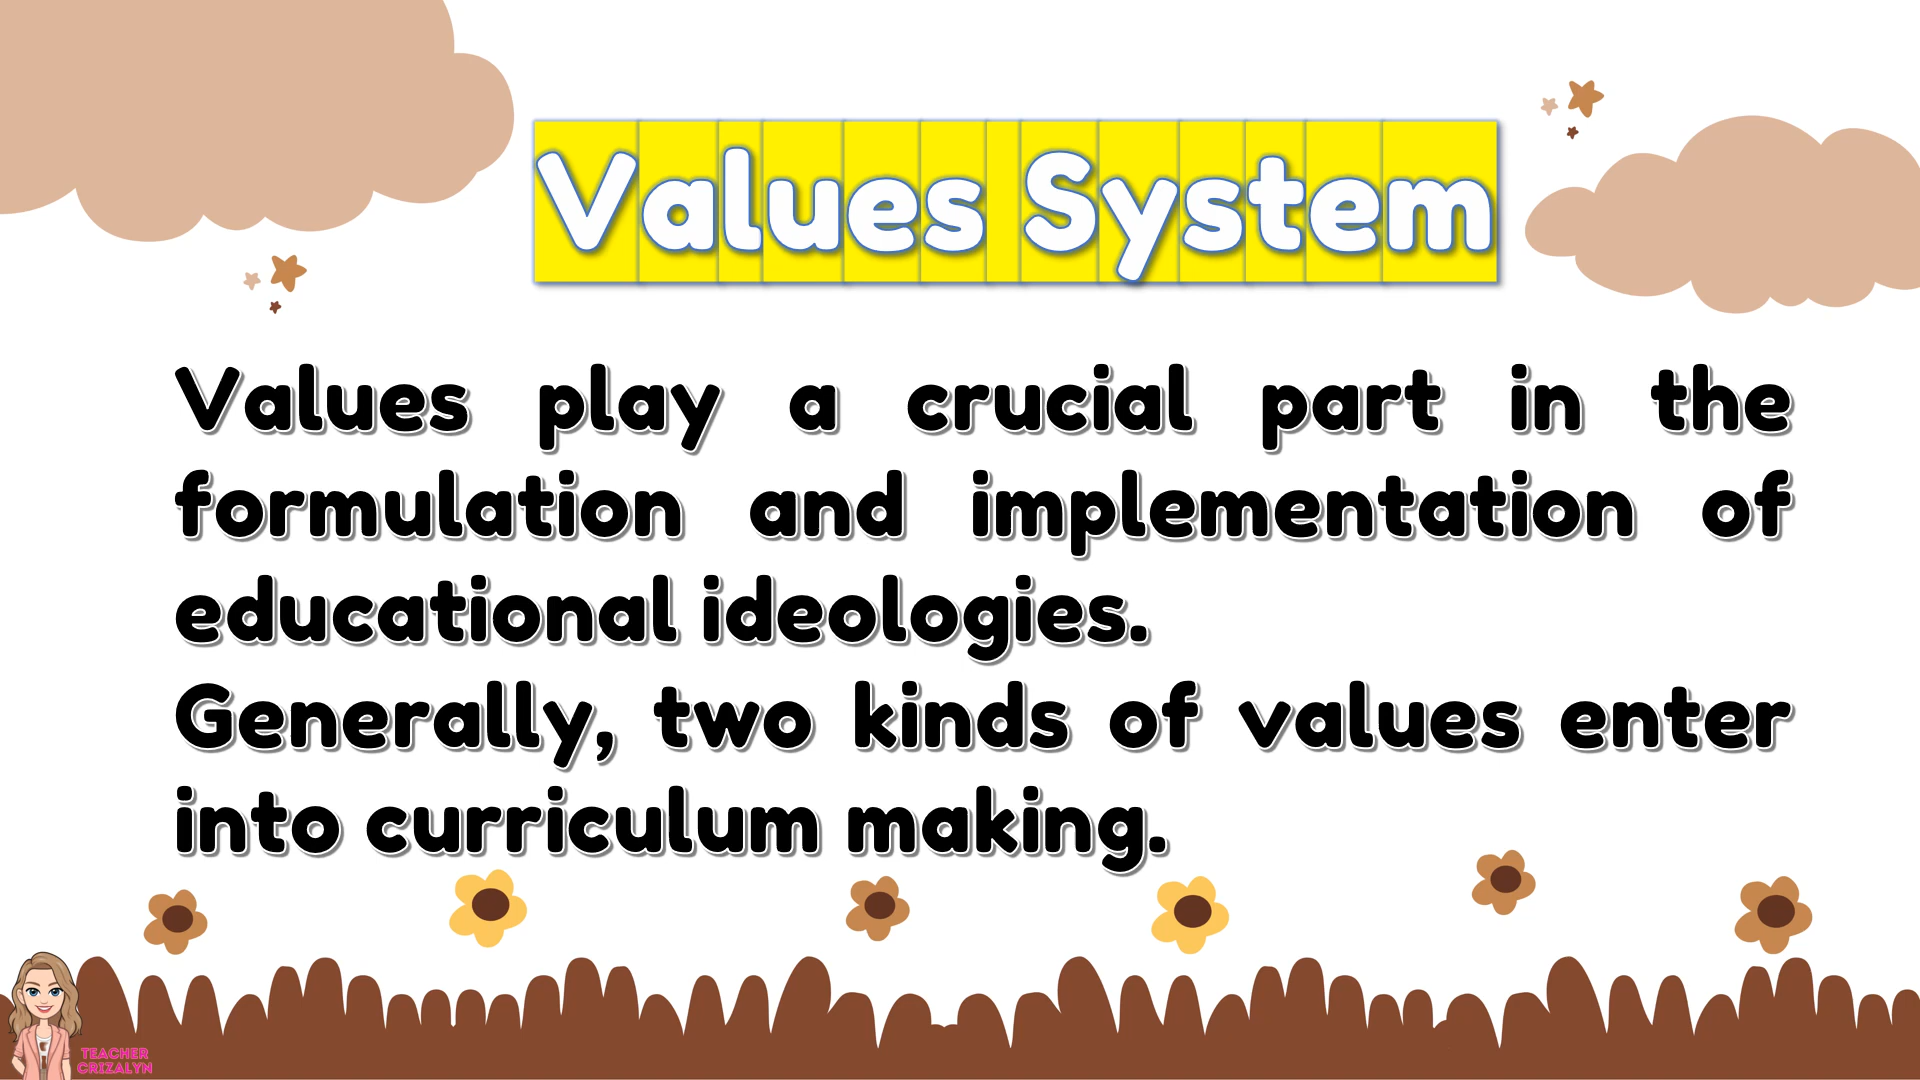 Values System
Values play a crucial part in the
formulation and implementation of
educational ideologies.
Generally, two kinds of values enter
into curriculum making.
TEACHER
CRIZALYN